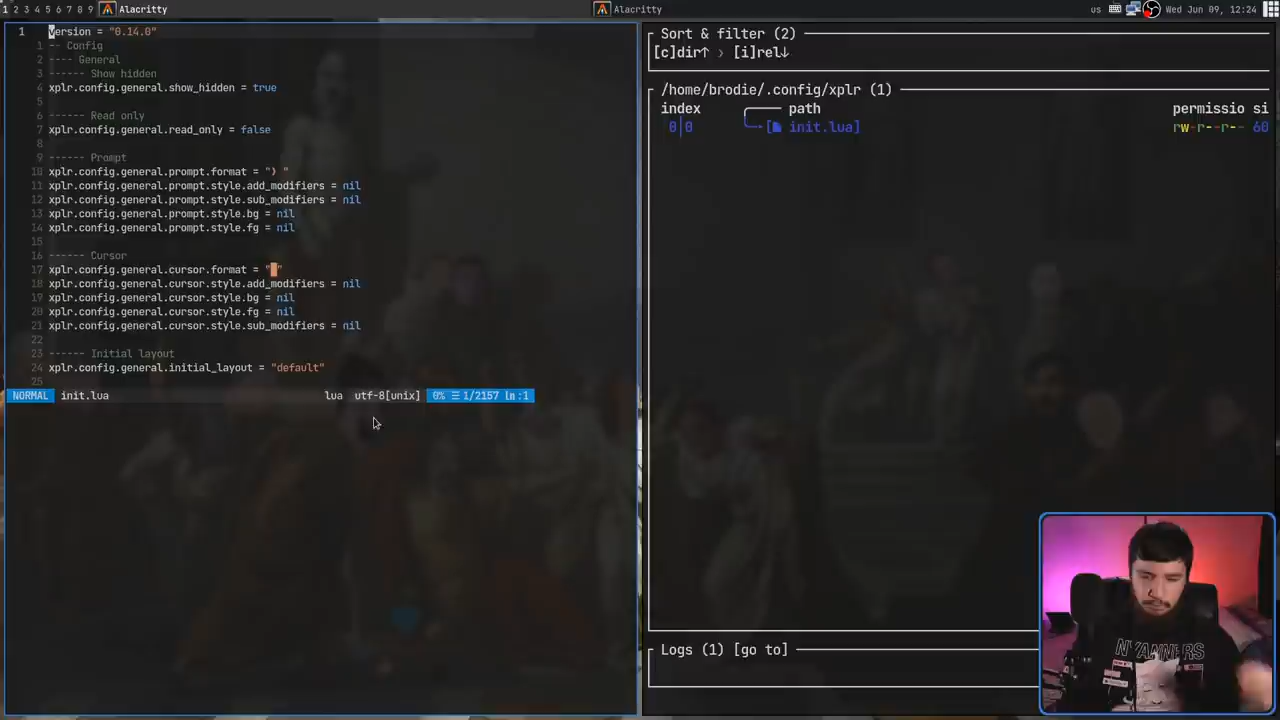 1 2 3 4 5 6 7 8 9 Alacritty Alacritty us Wed Jun 09, 12:24
1 version = "0.14.0"
1 -- Config
2 ---- General
3 ------ Show hidden
4 xplr.config.general.show_hidden = true
5
6 ------ Read only
7 xplr.config.general.read_only = false
8
9 ------ Prompt
10 xplr.config.general.prompt.format = "❯ "
11 xplr.config.general.prompt.style.add_modifiers = nil
12 xplr.config.general.prompt.style.sub_modifiers = nil
13 xplr.config.general.prompt.style.bg = nil
14 xplr.config.general.prompt.style.fg = nil
15
16 ------ Cursor
17 xplr.config.general.cursor.format = "█"
18 xplr.config.general.cursor.style.add_modifiers = nil
19 xplr.config.general.cursor.style.bg = nil
20 xplr.config.general.cursor.style.fg = nil
21 xplr.config.general.cursor.style.sub_modifiers = nil
22
23 ------ Initial layout
24 xplr.config.general.initial_layout = "default"
25
NORMAL init.lua lua utf-8[unix] 0% ☰ 1/2157 ln:1
Sort & filter (2)
[c]dir↑ › [i]rel↓
/home/brodie/.config/xplr (1)
index ╭─── path permissio si
0│0 ╰─▸[ init.lua] rw-r--r-- 60
Logs (1) [go to]
NYANNERS